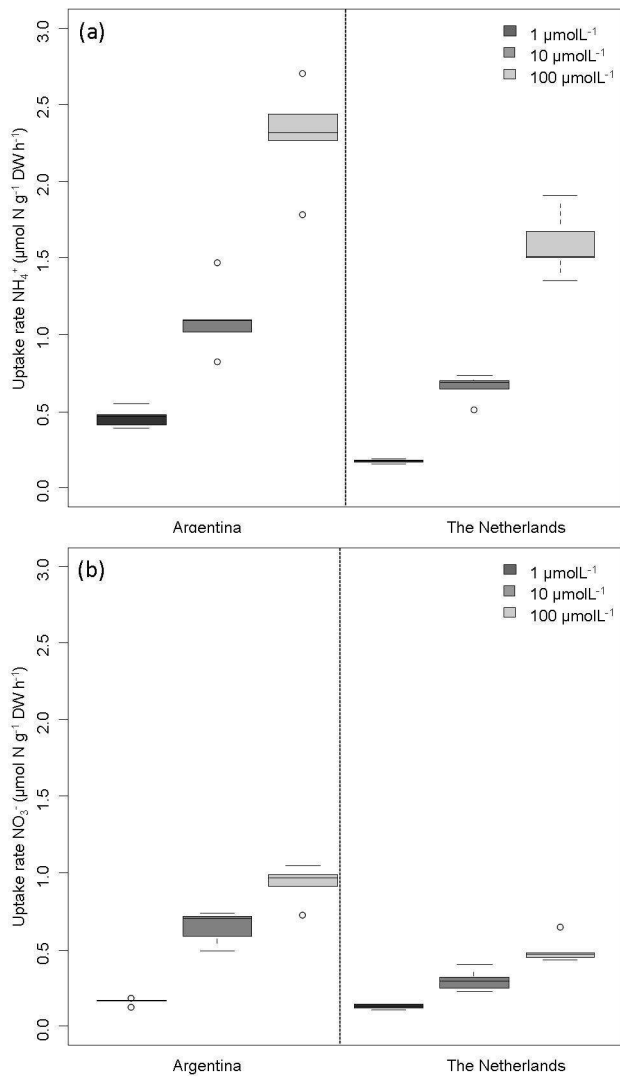 (a)
1 µmolL⁻¹
10 µmolL⁻¹
100 µmolL⁻¹
Uptake rate NH₄⁺ (µmol N g⁻¹ DW h⁻¹)
3.0
2.5
2.0
1.5
1.0
0.5
0.0
Argentina
The Netherlands
(b)
1 µmolL⁻¹
10 µmolL⁻¹
100 µmolL⁻¹
Uptake rate NO₃⁻ (µmol N g⁻¹ DW h⁻¹)
3.0
2.5
2.0
1.5
1.0
0.5
0.0
Argentina
The Netherlands